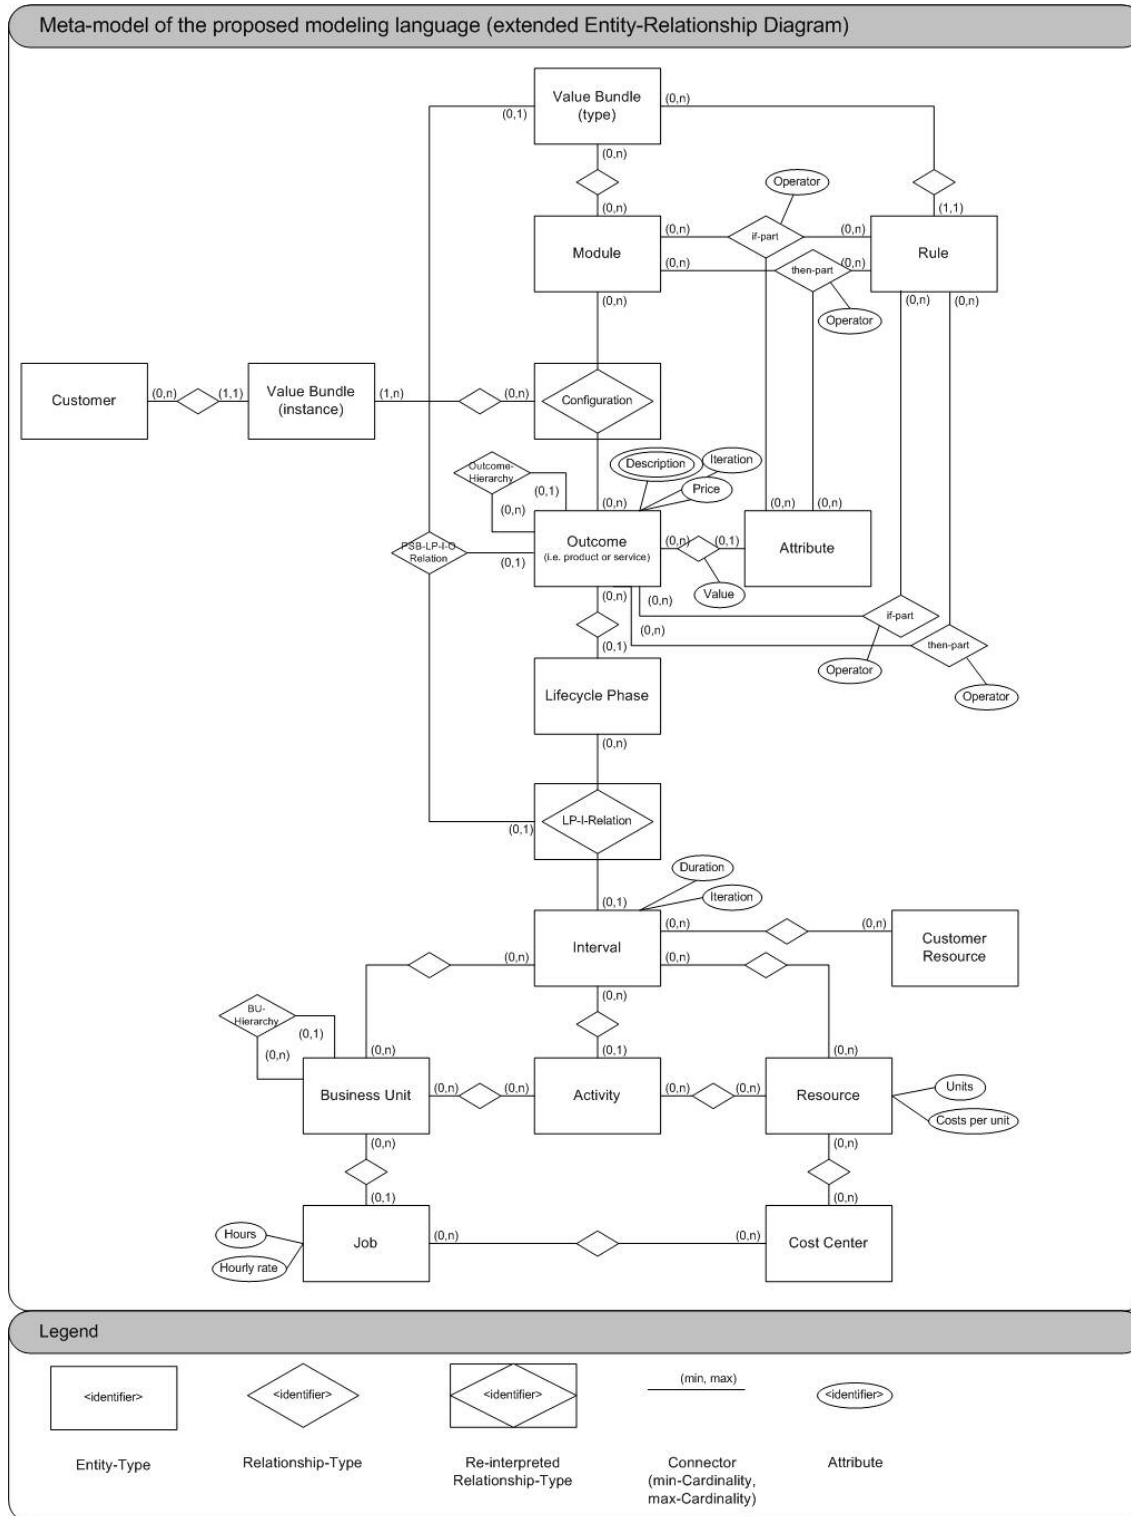 Meta-model of the proposed modeling language (extended Entity-Relationship Diagram)
Value Bundle
(type)
(0,1)
(0,n)
(0,n)
(0,n)
Operator
(1,1)
Module
(0,n)
if-part
(0,n)
Rule
(0,n)
then-part
(0,n)
(0,n)
(0,n)
(0,n)
Operator
Customer
(0,n)
(1,1)
Value Bundle
(instance)
(1,n)
(0,n)
Configuration
Outcome-
Hierarchy
(0,1)
(0,n)
Description
Iteration
Price
(0,n)
(0,n)
(0,n)
PSB-LP-I-O
Relation
(0,1)
Outcome
(i.e. product or service)
(0,n)
(0,1)
Attribute
Value
(0,n)
(0,n)
(0,n)
if-part
then-part
Operator
Operator
(0,1)
Lifecycle Phase
(0,n)
(0,1)
LP-I-Relation
Duration
Iteration
(0,1)
(0,n)
Interval
(0,n)
(0,n)
(0,n)
(0,n)
Customer
Resource
BU-
Hierarchy
(0,1)
(0,n)
(0,n)
(0,1)
(0,n)
Business Unit
(0,n)
(0,n)
Activity
(0,n)
(0,n)
Resource
Units
Costs per unit
(0,n)
(0,n)
(0,1)
(0,n)
Hours
Hourly rate
Job
(0,n)
(0,n)
Cost Center
Legend
<identifier>
<identifier>
<identifier>
(min, max)
<identifier>
Entity-Type
Relationship-Type
Re-interpreted
Relationship-Type
Connector
(min-Cardinality,
max-Cardinality)
Attribute